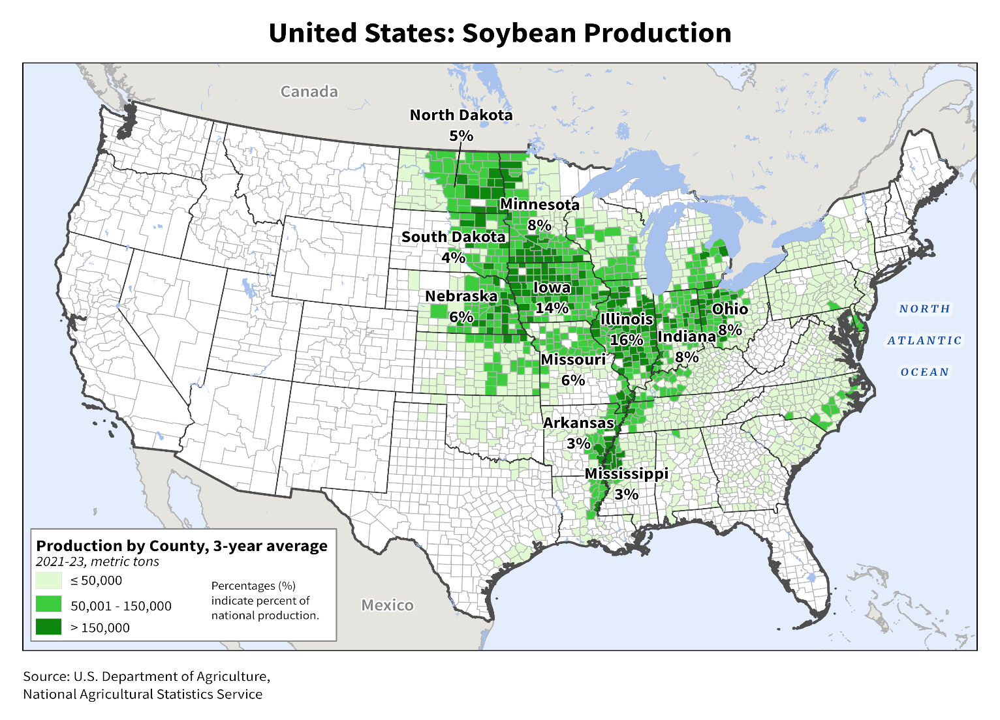 United States: Soybean Production
Canada
North Dakota
5%
Minnesota
8%
South Dakota
4%
Iowa
14%
Nebraska
6%
Illinois
16%
Ohio
8%
Indiana
8%
Missouri
6%
Arkansas
3%
Mississippi
3%
NORTH
ATLANTIC
OCEAN
Mexico
Production by County, 3-year average
2021-23, metric tons
≤ 50,000
50,001 - 150,000
> 150,000
Percentages (%)
indicate percent of
national production.
Source: U.S. Department of Agriculture,
National Agricultural Statistics Service